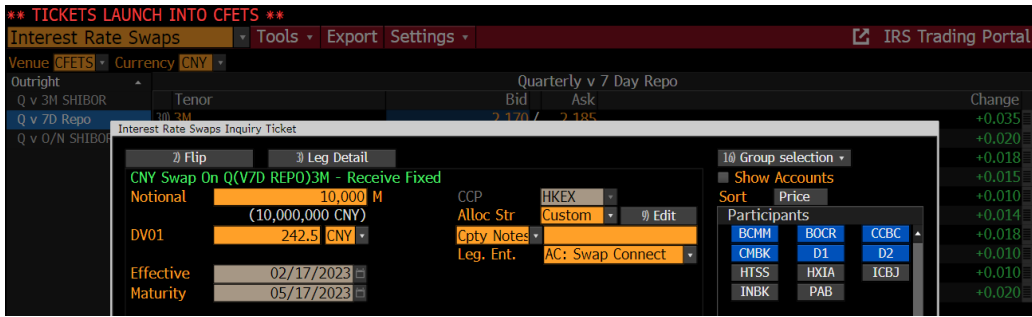 ** TICKETS LAUNCH INTO CFETS **
Interest Rate Swaps Tools Export Settings IRS Trading Portal
Venue CFETS Currency CNY
Outright Quarterly v 7 Day Repo
Q v 3M SHIBOR Tenor Bid Ask Change
Q v 7D Repo 30) 3M 2.170 / 2.185 +0.035
Q v O/N SHIBOR +0.020
Interest Rate Swaps Inquiry Ticket
2) Flip 3) Leg Detail 16) Group selection +0.018
CNY Swap On Q(V7D REPO)3M - Receive Fixed Show Accounts +0.015
Notional 10,000 M CCP HKEX Sort Price +0.010
(10,000,000 CNY) Alloc Str Custom 9) Edit Participants +0.014
DV01 242.5 CNY Cpty Notes BCMM BOCR CCBC +0.018
Leg. Ent. AC: Swap Connect CMBK D1 D2 +0.010
Effective 02/17/2023 HTSS HXIA ICBJ +0.010
Maturity 05/17/2023 INBK PAB +0.020